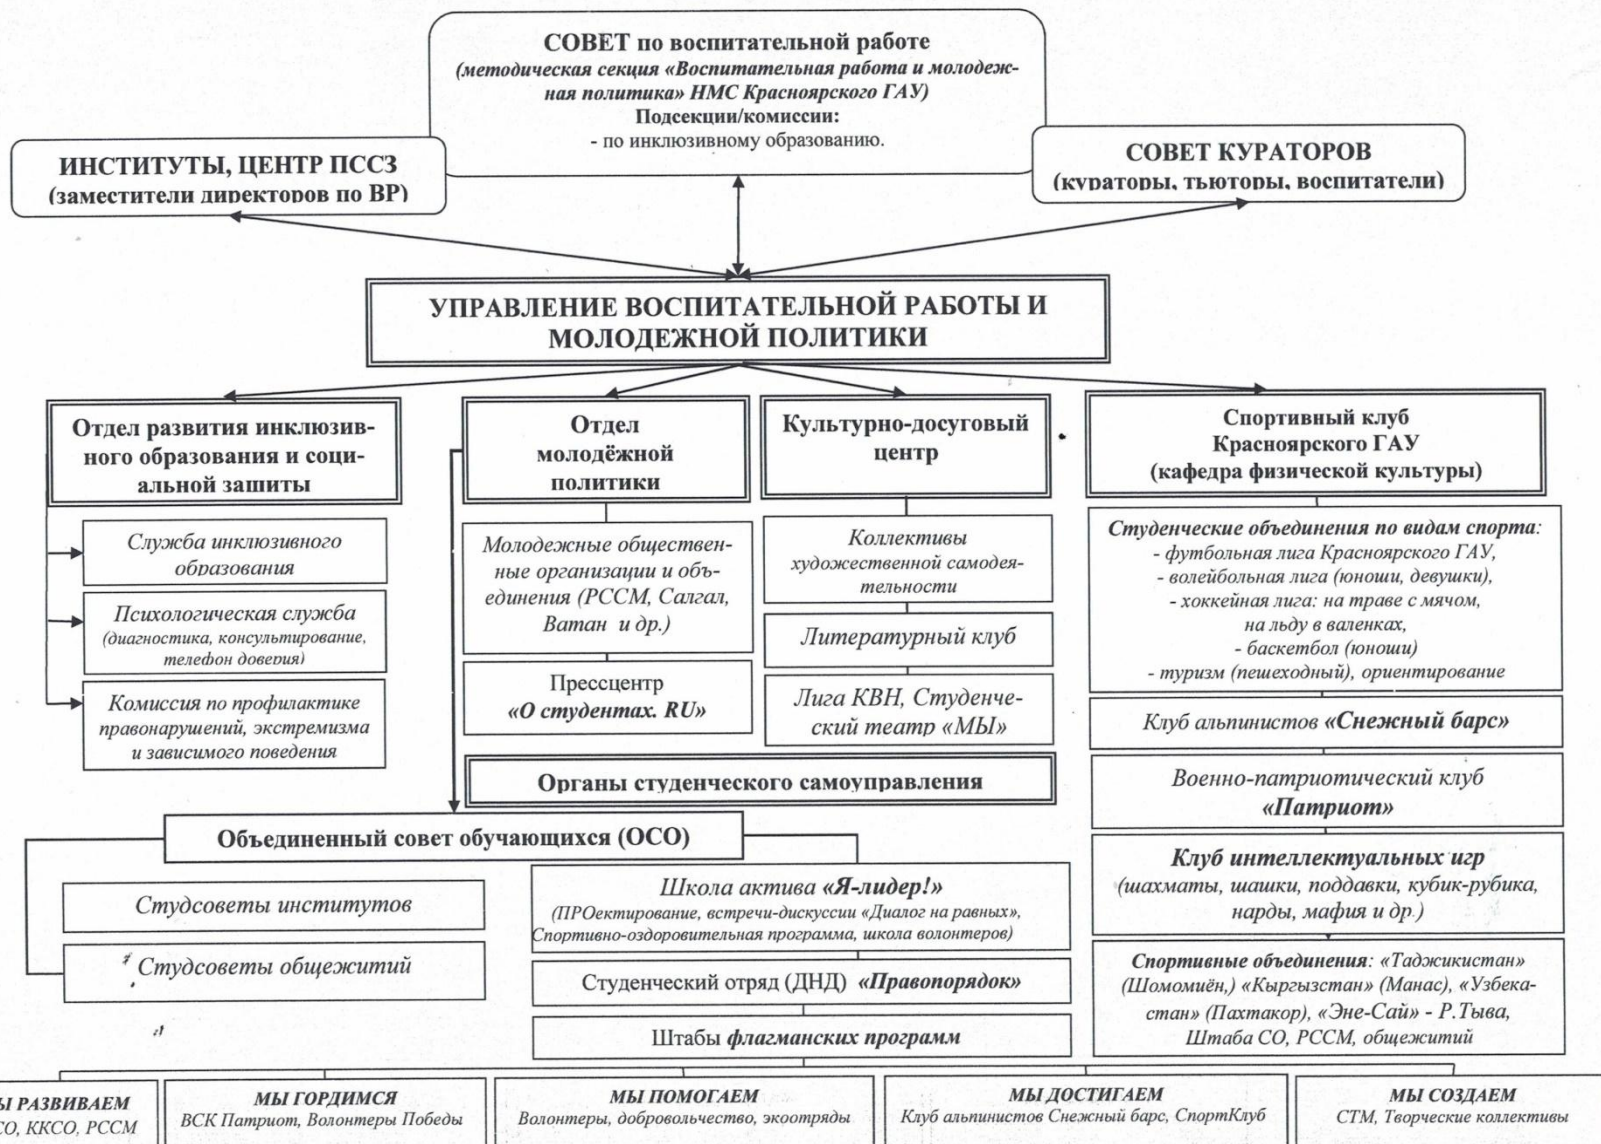 СОВЕТ по воспитательной работе
(методическая секция «Воспитательная работа и молодеж-
ная политика» НМС Красноярского ГАУ)
Подсекции/комиссии:
- по инклюзивному образованию.
ИНСТИТУТЫ, ЦЕНТР ПССЗ
(заместители директоров по ВР)
СОВЕТ КУРАТОРОВ
(кураторы, тьюторы, воспитатели)
УПРАВЛЕНИЕ ВОСПИТАТЕЛЬНОЙ РАБОТЫ И
МОЛОДЕЖНОЙ ПОЛИТИКИ
Отдел развития инклюзив-
ного образования и соци-
альной зашиты
Служба инклюзивного
образования
Психологическая служба
(диагностика, консультирование,
телефон доверия)
Комиссия по профилактике
правонарушений, экстремизма
и зависимого поведения
Отдел
молодёжной
политики
Молодежные обществен-
ные организации и объ-
единения (РССМ, Салгал,
Ватан и др.)
Прессцентр
«О студентах. RU»
Культурно-досуговый
центр
Коллективы
художественной самодея-
тельности
Литературный клуб
Лига КВН, Студенче-
ский театр «МЫ»
Спортивный клуб
Красноярского ГАУ
(кафедра физической культуры)
Студенческие объединения по видам спорта:
- футбольная лига Красноярского ГАУ,
- волейбольная лига (юноши, девушки),
- хоккейная лига: на траве с мячом,
на льду в валенках,
- баскетбол (юноши)
- туризм (пешеходный), ориентирование
Клуб альпинистов «Снежный барс»
Военно-патриотический клуб
«Патриот»
Клуб интеллектуальных игр
(шахматы, шашки, поддавки, кубик-рубика,
нарды, мафия и др.)
Спортивные объединения: «Таджикистан»
(Шомомиён,) «Кыргызстан» (Манас), «Узбека-
стан» (Пахтакор), «Эне-Сай» - Р.Тыва,
Штаба СО, РССМ, общежитий
Органы студенческого самоуправления
Объединенный совет обучающихся (ОСО)
Студсоветы институтов
Студсоветы общежитий
Школа актива «Я-лидер!»
(ПРОектирование, встречи-дискуссии «Диалог на равных»,
Спортивно-оздоровительная программа, школа волонтеров)
Студенческий отряд (ДНД) «Правопорядок»
Штабы флагманских программ
Ы РАЗВИВАЕМ
СО, ККСО, РССМ
МЫ ГОРДИМСЯ
ВСК Патриот, Волонтеры Победы
МЫ ПОМОГАЕМ
Волонтеры, добровольчество, экоотряды
МЫ ДОСТИГАЕМ
Клуб альпинистов Снежный барс, СпортКлуб
МЫ СОЗДАЕМ
СТМ, Творческие коллективы